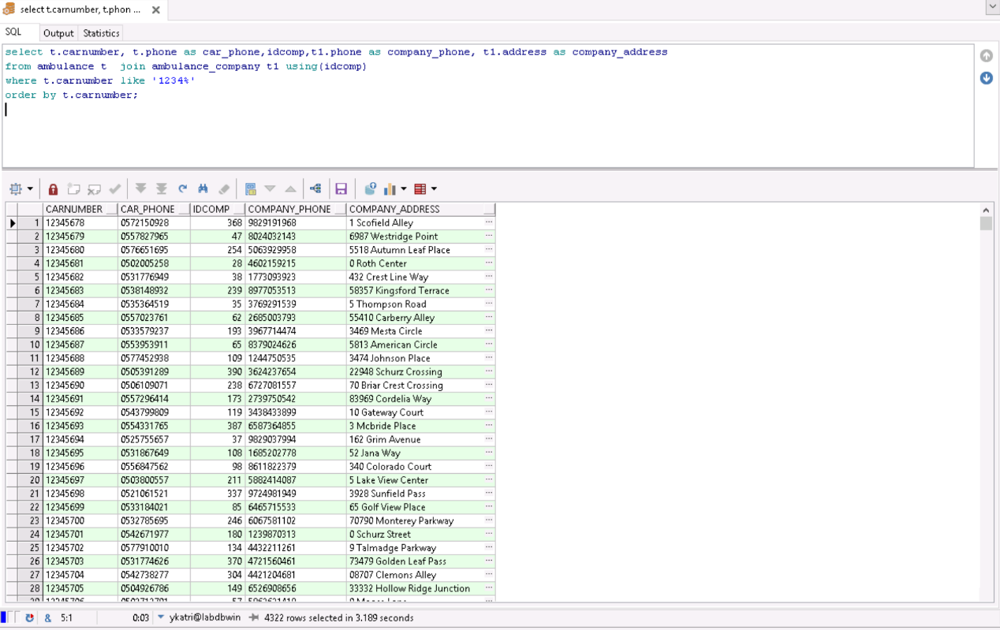 select t.carnumber, t.phon ...
SQL Output Statistics
select t.carnumber, t.phone as car_phone,idcomp,t1.phone as company_phone, t1.address as company_address
from ambulance t  join ambulance_company t1 using(idcomp)
where t.carnumber like '1234%'
order by t.carnumber;
CARNUMBER CAR_PHONE IDCOMP COMPANY_PHONE COMPANY_ADDRESS
1 12345678 0572150928 368 9829191968 1 Scofield Alley ...
2 12345679 0557827965 47 8024032143 6987 Westridge Point ...
3 12345680 0576651695 254 5063929958 5518 Autumn Leaf Place ...
4 12345681 0502005258 28 4602159215 0 Roth Center ...
5 12345682 0531776949 38 1773093923 432 Crest Line Way ...
6 12345683 0538148932 239 8977053513 58357 Kingsford Terrace ...
7 12345684 0535364519 35 3769291539 5 Thompson Road ...
8 12345685 0557023761 62 2685003793 55410 Carberry Alley ...
9 12345686 0533579237 193 3967714474 3469 Mesta Circle ...
10 12345687 0553953911 65 8379024626 5813 American Circle ...
11 12345688 0577452938 109 1244750535 3474 Johnson Place ...
12 12345689 0505391289 390 3624237654 22948 Schurz Crossing ...
13 12345690 0506109071 238 6727081557 70 Briar Crest Crossing ...
14 12345691 0557296414 173 2739750542 83969 Cordelia Way ...
15 12345692 0543799809 119 3438433899 10 Gateway Court ...
16 12345693 0554331765 387 6587364855 3 Mcbride Place ...
17 12345694 0525755657 37 9829037994 162 Grim Avenue ...
18 12345695 0531867649 108 1685202778 52 Jana Way ...
19 12345696 0556847562 98 8611822379 340 Colorado Court ...
20 12345697 0503800557 211 5882414087 5 Lake View Center ...
21 12345698 0521061521 337 9724981949 3928 Sunfield Pass ...
22 12345699 0533184021 85 6465715533 65 Golf View Place ...
23 12345700 0532785695 246 6067581102 70790 Monterey Parkway ...
24 12345701 0542671977 180 1239870313 0 Schurz Street ...
25 12345702 0577910010 134 4432211261 9 Talmadge Parkway ...
26 12345703 0531774626 370 4721560461 73479 Golden Leaf Pass ...
27 12345704 0542738277 304 4421204681 08707 Clemons Alley ...
28 12345705 0504926786 149 6526908656 33332 Hollow Ridge Junction ...
& 5:1 0:03 ykatri@labdbwin 4322 rows selected in 3.189 seconds